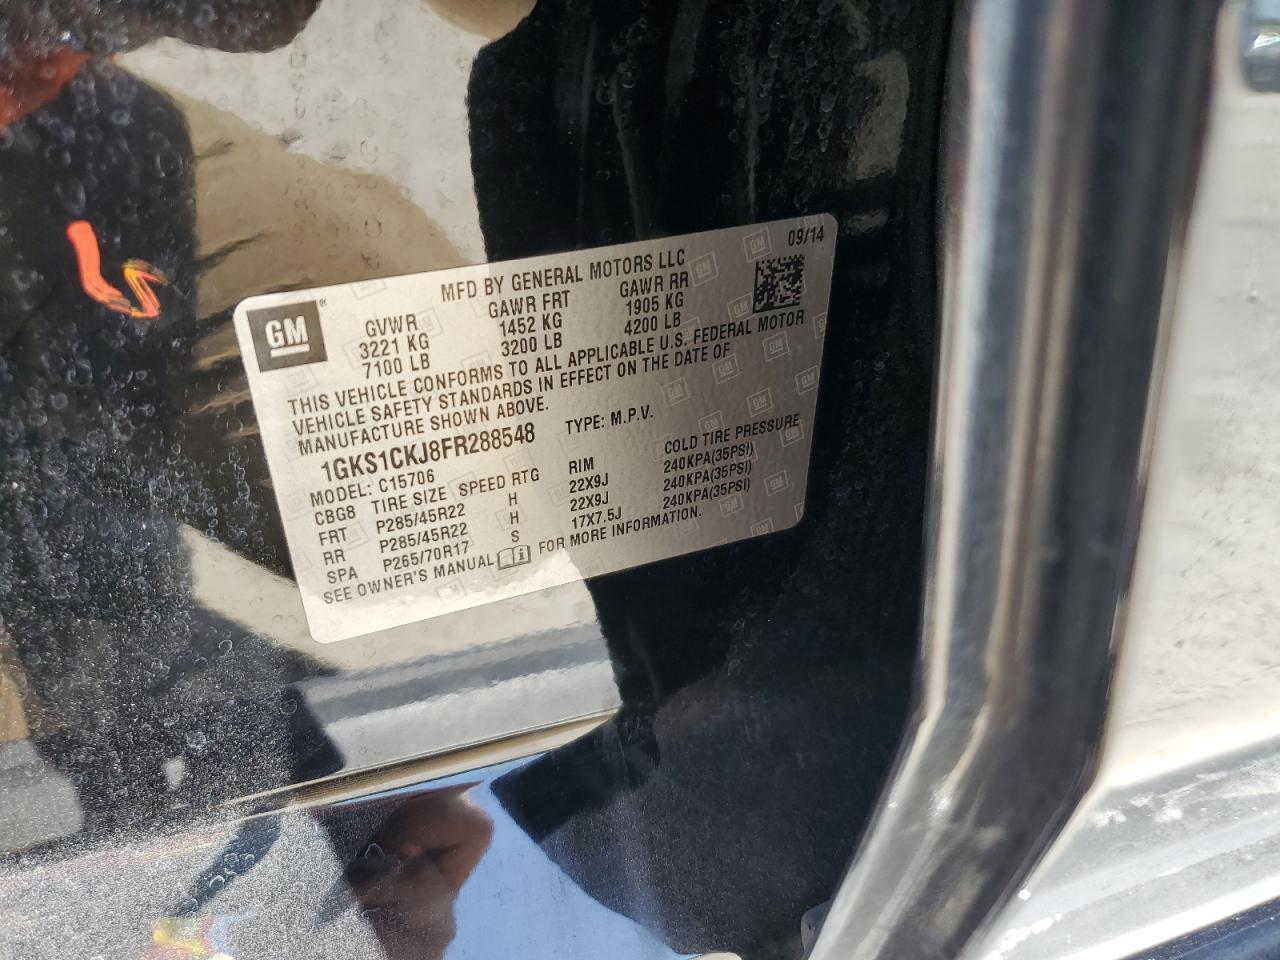 09/14
GM
MFD BY GENERAL MOTORS LLC
GVWR GAWR FRT GAWR RR
3221 KG 1452 KG 1905 KG
7100 LB 3200 LB 4200 LB
THIS VEHICLE CONFORMS TO ALL APPLICABLE U.S. FEDERAL MOTOR
VEHICLE SAFETY STANDARDS IN EFFECT ON THE DATE OF
MANUFACTURE SHOWN ABOVE.
1GKS1CKJ8FR288548 TYPE: M.P.V.
MODEL: C15706
CBG8 TIRE SIZE SPEED RTG RIM COLD TIRE PRESSURE
FRT P285/45R22 H 22X9J 240KPA(35PSI)
RR P285/45R22 H 22X9J 240KPA(35PSI)
SPA P265/70R17 S 17X7.5J 240KPA(35PSI)
SEE OWNER'S MANUAL FOR MORE INFORMATION.